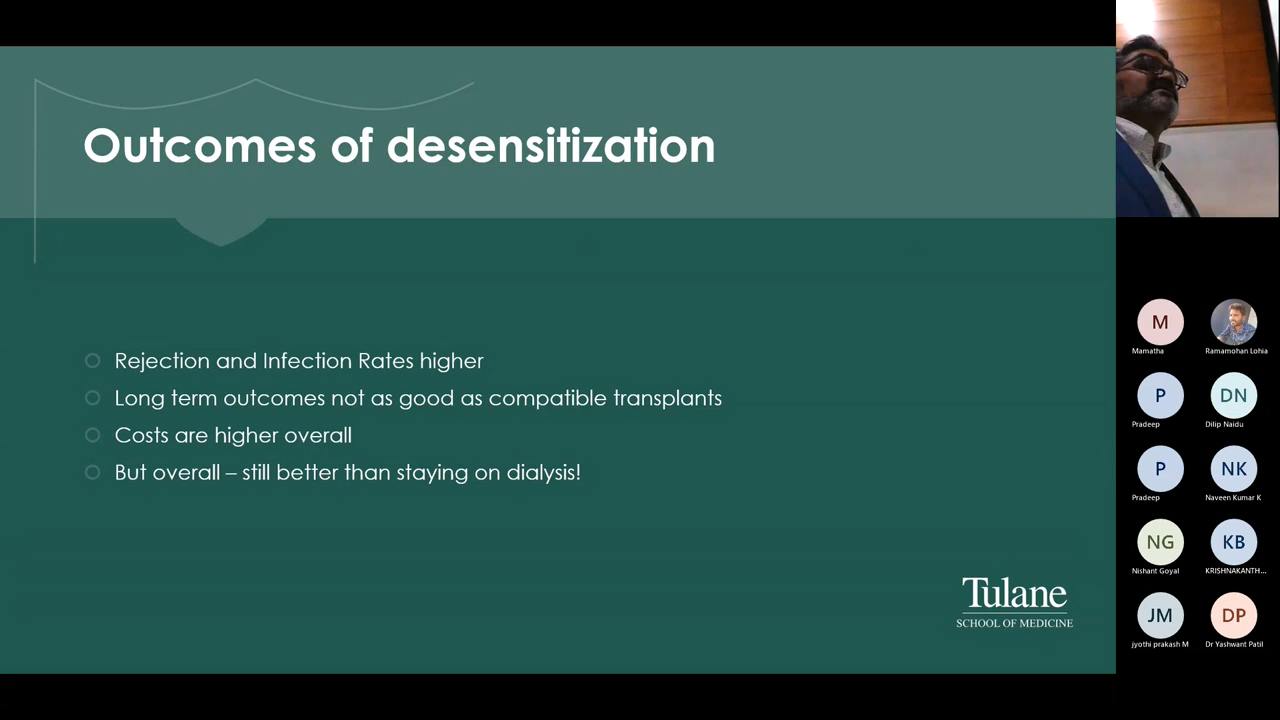 Outcomes of desensitization
Rejection and Infection Rates higher
Long term outcomes not as good as compatible transplants
Costs are higher overall
But overall – still better than staying on dialysis!
Tulane
SCHOOL OF MEDICINE
M
Mamatha
Ramamohan Lohia
P
Pradeep
DN
Dilip Naidu
P
Pradeep
NK
Naveen Kumar K
NG
Nishant Goyal
KB
KRISHNAKANTH...
JM
jyothi prakash M
DP
Dr Yashwant Patil